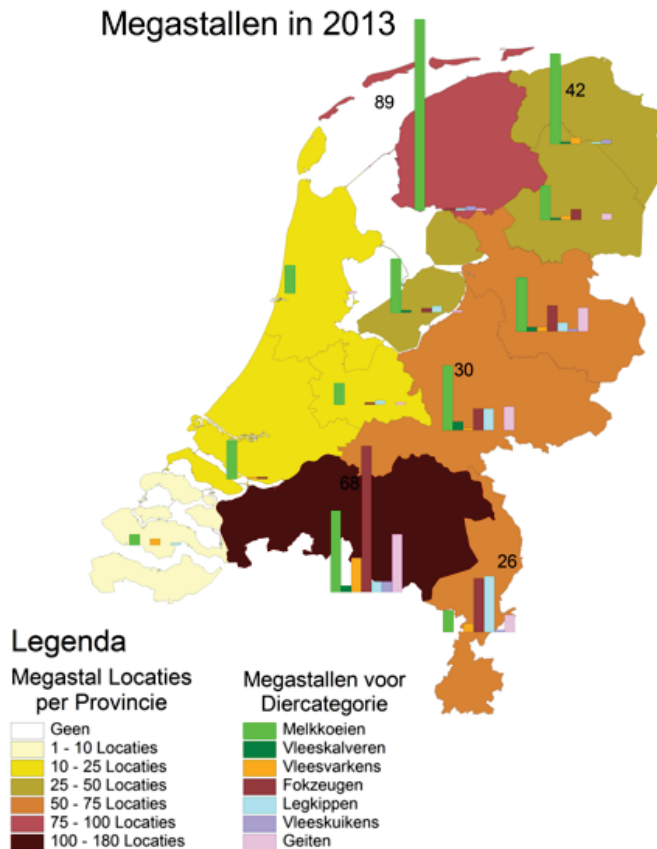 Megastallen in 2013
89
42
30
68
26
Legenda
Megastal Locaties
per Provincie
Geen
1 - 10 Locaties
10 - 25 Locaties
25 - 50 Locaties
50 - 75 Locaties
75 - 100 Locaties
100 - 180 Locaties
Megastallen voor
Diercategorie
Melkkoeien
Vleeskalveren
Vleesvarkens
Fokzeugen
Legkippen
Vleeskuikens
Geiten